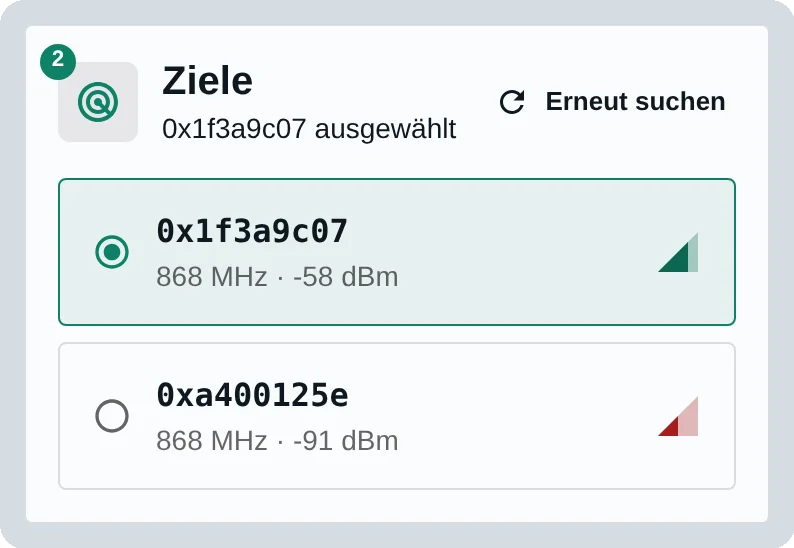 2
Ziele
0x1f3a9c07 ausgewählt
Erneut suchen
0x1f3a9c07
868 MHz · -58 dBm
0xa400125e
868 MHz · -91 dBm